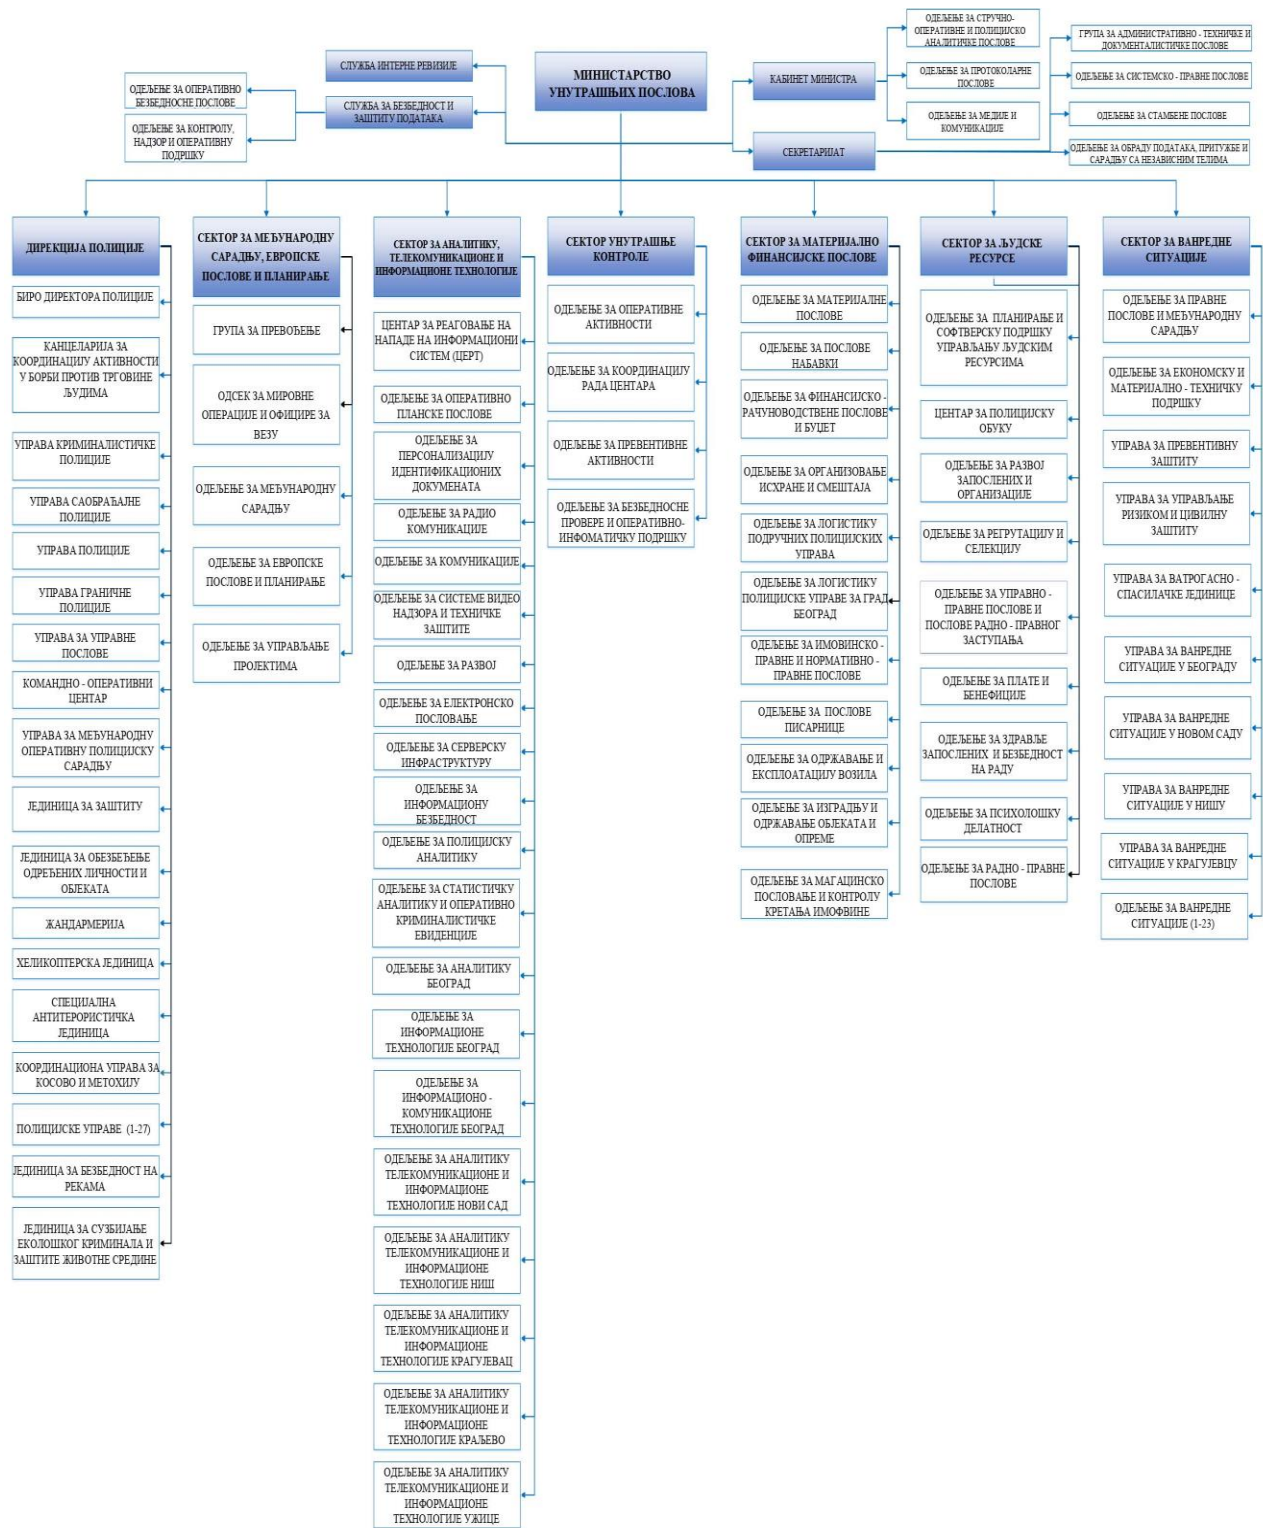 МИНИСТАРСТВО
УНУТРАШЊИХ ПОСЛОВА
СЛУЖБА ИНТЕРНЕ РЕВИЗИЈЕ
СЛУЖБА ЗА БЕЗБЕДНОСТ И
ЗАШТИТУ ПОДАТАКА
ОДЕЉЕЊЕ ЗА ОПЕРАТИВНО
БЕЗБЕДНОСНЕ ПОСЛОВЕ
ОДЕЉЕЊЕ ЗА КОНТРОЛУ,
НАДЗОР И ОПЕРАТИВНУ
ПОДРШКУ
КАБИНЕТ МИНИСТРА
ОДЕЉЕЊЕ ЗА СТРУЧНО-
ОПЕРАТИВНЕ И ПОЛИЦИЈСКО
АНАЛИТИЧКЕ ПОСЛОВЕ
ОДЕЉЕЊЕ ЗА ПРОТОКОЛАРНЕ
ПОСЛОВЕ
ОДЕЉЕЊЕ ЗА МЕДИЈЕ И
КОМУНИКАЦИЈЕ
СЕКРЕТАРИЈАТ
ГРУПА ЗА АДМИНИСТРАТИВНО - ТЕХНИЧКЕ И
ДОКУМЕНТАЛИСТИЧКЕ ПОСЛОВЕ
ОДЕЉЕЊЕ ЗА СИСТЕМСКО - ПРАВНЕ ПОСЛОВЕ
ОДЕЉЕЊЕ ЗА СТАМБЕНЕ ПОСЛОВЕ
ОДЕЉЕЊЕ ЗА ОБРАДУ ПОДАТАКА, ПРИТУЖБЕ И
САРАДЊУ СА НЕЗАВИСНИМ ТЕЛИМА
ДИРЕКЦИЈА ПОЛИЦИЈЕ
БИРО ДИРЕКТОРА ПОЛИЦИЈЕ
КАНЦЕЛАРИЈА ЗА
КООРДИНАЦИЈУ АКТИВНОСТИ
У БОРБИ ПРОТИВ ТРГОВИНЕ
ЉУДИМА
УПРАВА КРИМИНАЛИСТИЧКЕ
ПОЛИЦИЈЕ
УПРАВА САОБРАЋАЈНЕ
ПОЛИЦИЈЕ
УПРАВА ПОЛИЦИЈЕ
УПРАВА ГРАНИЧНЕ
ПОЛИЦИЈЕ
УПРАВА ЗА УПРАВНЕ
ПОСЛОВЕ
КОМАНДНО - ОПЕРАТИВНИ
ЦЕНТАР
УПРАВА ЗА МЕЂУНАРОДНУ
ОПЕРАТИВНУ ПОЛИЦИЈСКУ
САРАДЊУ
ЈЕДИНИЦА ЗА ЗАШТИТУ
ЈЕДИНИЦА ЗА ОБЕЗБЕЂЕЊЕ
ОДРЕЂЕНИХ ЛИЧНОСТИ И
ОБЈЕКАТА
ЖАНДАРМЕРИЈА
ХЕЛИКОПТЕРСКА ЈЕДИНИЦА
СПЕЦИЈАЛНА
АНТИТЕРОРИСТИЧКА
ЈЕДИНИЦА
КООРДИНАЦИОНА УПРАВА ЗА
КОСОВО И МЕТОХИЈУ
ПОЛИЦИЈСКЕ УПРАВЕ (1-27)
ЈЕДИНИЦА ЗА БЕЗБЕДНОСТ НА
РЕКАМА
ЈЕДИНИЦА ЗА СУЗБИЈАЊЕ
ЕКОЛОШКОГ КРИМИНАЛА И
ЗАШТИТЕ ЖИВОТНЕ СРЕДИНЕ
СЕКТОР ЗА МЕЂУНАРОДНУ
САРАДЊУ, ЕВРОПСКЕ
ПОСЛОВЕ И ПЛАНИРАЊЕ
ГРУПА ЗА ПРЕВОЂЕЊЕ
ОДСЕК ЗА МИРОВНЕ
ОПЕРАЦИЈЕ И ОФИЦИРЕ ЗА
ВЕЗУ
ОДЕЉЕЊЕ ЗА МЕЂУНАРОДНУ
САРАДЊУ
ОДЕЉЕЊЕ ЗА ЕВРОПСКЕ
ПОСЛОВЕ И ПЛАНИРАЊЕ
ОДЕЉЕЊЕ ЗА УПРАВЉАЊЕ
ПРОЈЕКТИМА
СЕКТОР ЗА АНАЛИТИКУ,
ТЕЛЕКОМУНИКАЦИОНЕ И
ИНФОРМАЦИОНЕ ТЕХНОЛОГИЈЕ
ЦЕНТАР ЗА РЕАГОВАЊЕ НА
НАПАДЕ НА ИНФОРМАЦИОНИ
СИСТЕМ (ЦЕРТ)
ОДЕЉЕЊЕ ЗА ОПЕРАТИВНО
ПЛАНСКЕ ПОСЛОВЕ
ОДЕЉЕЊЕ ЗА
ПЕРСОНАЛИЗАЦИЈУ
ИДЕНТИФИКАЦИОНИХ
ДОКУМЕНАТА
ОДЕЉЕЊЕ ЗА РАДИО
КОМУНИКАЦИЈЕ
ОДЕЉЕЊЕ ЗА КОМУНИКАЦИЈЕ
ОДЕЉЕЊЕ ЗА СИСТЕМЕ ВИДЕО
НАДЗОРА И ТЕХНИЧКЕ
ЗАШТИТЕ
ОДЕЉЕЊЕ ЗА РАЗВОЈ
ОДЕЉЕЊЕ ЗА ЕЛЕКТРОНСКО
ПОСЛОВАЊЕ
ОДЕЉЕЊЕ ЗА СЕРВЕРСКУ
ИНФРАСТРУКТУРУ
ОДЕЉЕЊЕ ЗА
ИНФОРМАЦИОНУ
БЕЗБЕДНОСТ
ОДЕЉЕЊЕ ЗА ПОЛИЦИЈСКУ
АНАЛИТИКУ
ОДЕЉЕЊЕ ЗА СТАТИСТИЧКУ
АНАЛИТИКУ И ОПЕРАТИВНО
КРИМИНАЛИСТИЧКЕ
ЕВИДЕНЦИЈЕ
ОДЕЉЕЊЕ ЗА АНАЛИТИКУ
БЕОГРАД
ОДЕЉЕЊЕ ЗА
ИНФОРМАЦИОНЕ
ТЕХНОЛОГИЈЕ БЕОГРАД
ОДЕЉЕЊЕ ЗА
ИНФОРМАЦИОНО -
КОМУНИКАЦИОНЕ
ТЕХНОЛОГИЈЕ БЕОГРАД
ОДЕЉЕЊЕ ЗА АНАЛИТИКУ
ТЕЛЕКОМУНИКАЦИОНЕ И
ИНФОРМАЦИОНЕ
ТЕХНОЛОГИЈЕ НОВИ САД
ОДЕЉЕЊЕ ЗА АНАЛИТИКУ
ТЕЛЕКОМУНИКАЦИОНЕ И
ИНФОРМАЦИОНЕ
ТЕХНОЛОГИЈЕ НИШ
ОДЕЉЕЊЕ ЗА АНАЛИТИКУ
ТЕЛЕКОМУНИКАЦИОНЕ И
ИНФОРМАЦИОНЕ
ТЕХНОЛОГИЈЕ КРАГУЈЕВАЦ
ОДЕЉЕЊЕ ЗА АНАЛИТИКУ
ТЕЛЕКОМУНИКАЦИОНЕ И
ИНФОРМАЦИОНЕ
ТЕХНОЛОГИЈЕ КРАЉЕВО
ОДЕЉЕЊЕ ЗА АНАЛИТИКУ
ТЕЛЕКОМУНИКАЦИОНЕ И
ИНФОРМАЦИОНЕ
ТЕХНОЛОГИЈЕ УЖИЦЕ
СЕКТОР УНУТРАШЊЕ
КОНТРОЛЕ
ОДЕЉЕЊЕ ЗА ОПЕРАТИВНЕ
АКТИВНОСТИ
ОДЕЉЕЊЕ ЗА КООРДИНАЦИЈУ
РАДА ЦЕНТАРА
ОДЕЉЕЊЕ ЗА ПРЕВЕНТИВНЕ
АКТИВНОСТИ
ОДЕЉЕЊЕ ЗА БЕЗБЕДНОСНЕ
ПРОВЕРЕ И ОПЕРАТИВНО-
ИНФОМАТИЧКУ ПОДРШКУ
СЕКТОР ЗА МАТЕРИЈАЛНО
ФИНАНСИЈСКЕ ПОСЛОВЕ
ОДЕЉЕЊЕ ЗА МАТЕРИЈАЛНЕ
ПОСЛОВЕ
ОДЕЉЕЊЕ ЗА ПОСЛОВЕ
НАБАВКИ
ОДЕЉЕЊЕ ЗА ФИНАНСИЈСКО -
РАЧУНОВОДСТВЕНЕ ПОСЛОВЕ
И БУЏЕТ
ОДЕЉЕЊЕ ЗА ОРГАНИЗОВАЊЕ
ИСХРАНЕ И СМЕШТАЈА
ОДЕЉЕЊЕ ЗА ЛОГИСТИКУ
ПОДРУЧНИХ ПОЛИЦИЈСКИХ
УПРАВА
ОДЕЉЕЊЕ ЗА ЛОГИСТИКУ
ПОЛИЦИЈСКЕ УПРАВЕ ЗА ГРАД
БЕОГРАД
ОДЕЉЕЊЕ ЗА ИМОВИНСКО -
ПРАВНЕ И НОРМАТИВНО -
ПРАВНЕ ПОСЛОВЕ
ОДЕЉЕЊЕ ЗА ПОСЛОВЕ
ПИСАРНИЦЕ
ОДЕЉЕЊЕ ЗА ОДРЖАВАЊЕ И
ЕКСПЛОАТАЦИЈУ ВОЗИЛА
ОДЕЉЕЊЕ ЗА ИЗГРАДЊУ И
ОДРЖАВАЊЕ ОБЈЕКАТА И
ОПРЕМЕ
ОДЕЉЕЊЕ ЗА МАГАЦИНСКО
ПОСЛОВАЊЕ И КОНТРОЛУ
КРЕТАЊА ИМОФВИНЕ
СЕКТОР ЗА ЉУДСКЕ
РЕСУРСЕ
ОДЕЉЕЊЕ ЗА ПЛАНИРАЊЕ И
СОФТВЕРСКУ ПОДРШКУ
УПРАВЉАЊУ ЉУДСКИМ
РЕСУРСИМА
ЦЕНТАР ЗА ПОЛИЦИЈСКУ
ОБУКУ
ОДЕЉЕЊЕ ЗА РАЗВОЈ
ЗАПОСЛЕНИХ И
ОРГАНИЗАЦИЈЕ
ОДЕЉЕЊЕ ЗА РЕГРУТАЦИЈУ И
СЕЛЕКЦИЈУ
ОДЕЉЕЊЕ ЗА УПРАВНО -
ПРАВНЕ ПОСЛОВЕ И
ПОСЛОВЕ РАДНО - ПРАВНОГ
ЗАСТУПАЊА
ОДЕЉЕЊЕ ЗА ПЛАТЕ И
БЕНЕФИЦИЈЕ
ОДЕЉЕЊЕ ЗА ЗДРАВЉЕ
ЗАПОСЛЕНИХ И БЕЗБЕДНОСТ
НА РАДУ
ОДЕЉЕЊЕ ЗА ПСИХОЛОШКУ
ДЕЛАТНОСТ
ОДЕЉЕЊЕ ЗА РАДНО - ПРАВНЕ
ПОСЛОВЕ
СЕКТОР ЗА ВАНРЕДНЕ
СИТУАЦИЈЕ
ОДЕЉЕЊЕ ЗА ПРАВНЕ
ПОСЛОВЕ И МЕЂУНАРОДНУ
САРАДЊУ
ОДЕЉЕЊЕ ЗА ЕКОНОМСКУ
И МАТЕРИЈАЛНО - ТЕХНИЧКУ
ПОДРШКУ
УПРАВА ЗА ПРЕВЕНТИВНУ
ЗАШТИТУ
УПРАВА ЗА УПРАВЉАЊЕ
РИЗИКОМ И ЦИВИЛНУ
ЗАШТИТУ
УПРАВА ЗА ВАТРОГАСНО -
СПАСИЛАЧКЕ ЈЕДИНИЦЕ
УПРАВА ЗА ВАНРЕДНЕ
СИТУАЦИЈЕ У БЕОГРАДУ
УПРАВА ЗА ВАНРЕДНЕ
СИТУАЦИЈЕ У НОВОМ САДУ
УПРАВА ЗА ВАНРЕДНЕ
СИТУАЦИЈЕ У НИШУ
УПРАВА ЗА ВАНРЕДНЕ
СИТУАЦИЈЕ У КРАГУЈЕВЦУ
ОДЕЉЕЊЕ ЗА ВАНРЕДНЕ
СИТУАЦИЈЕ (1-23)